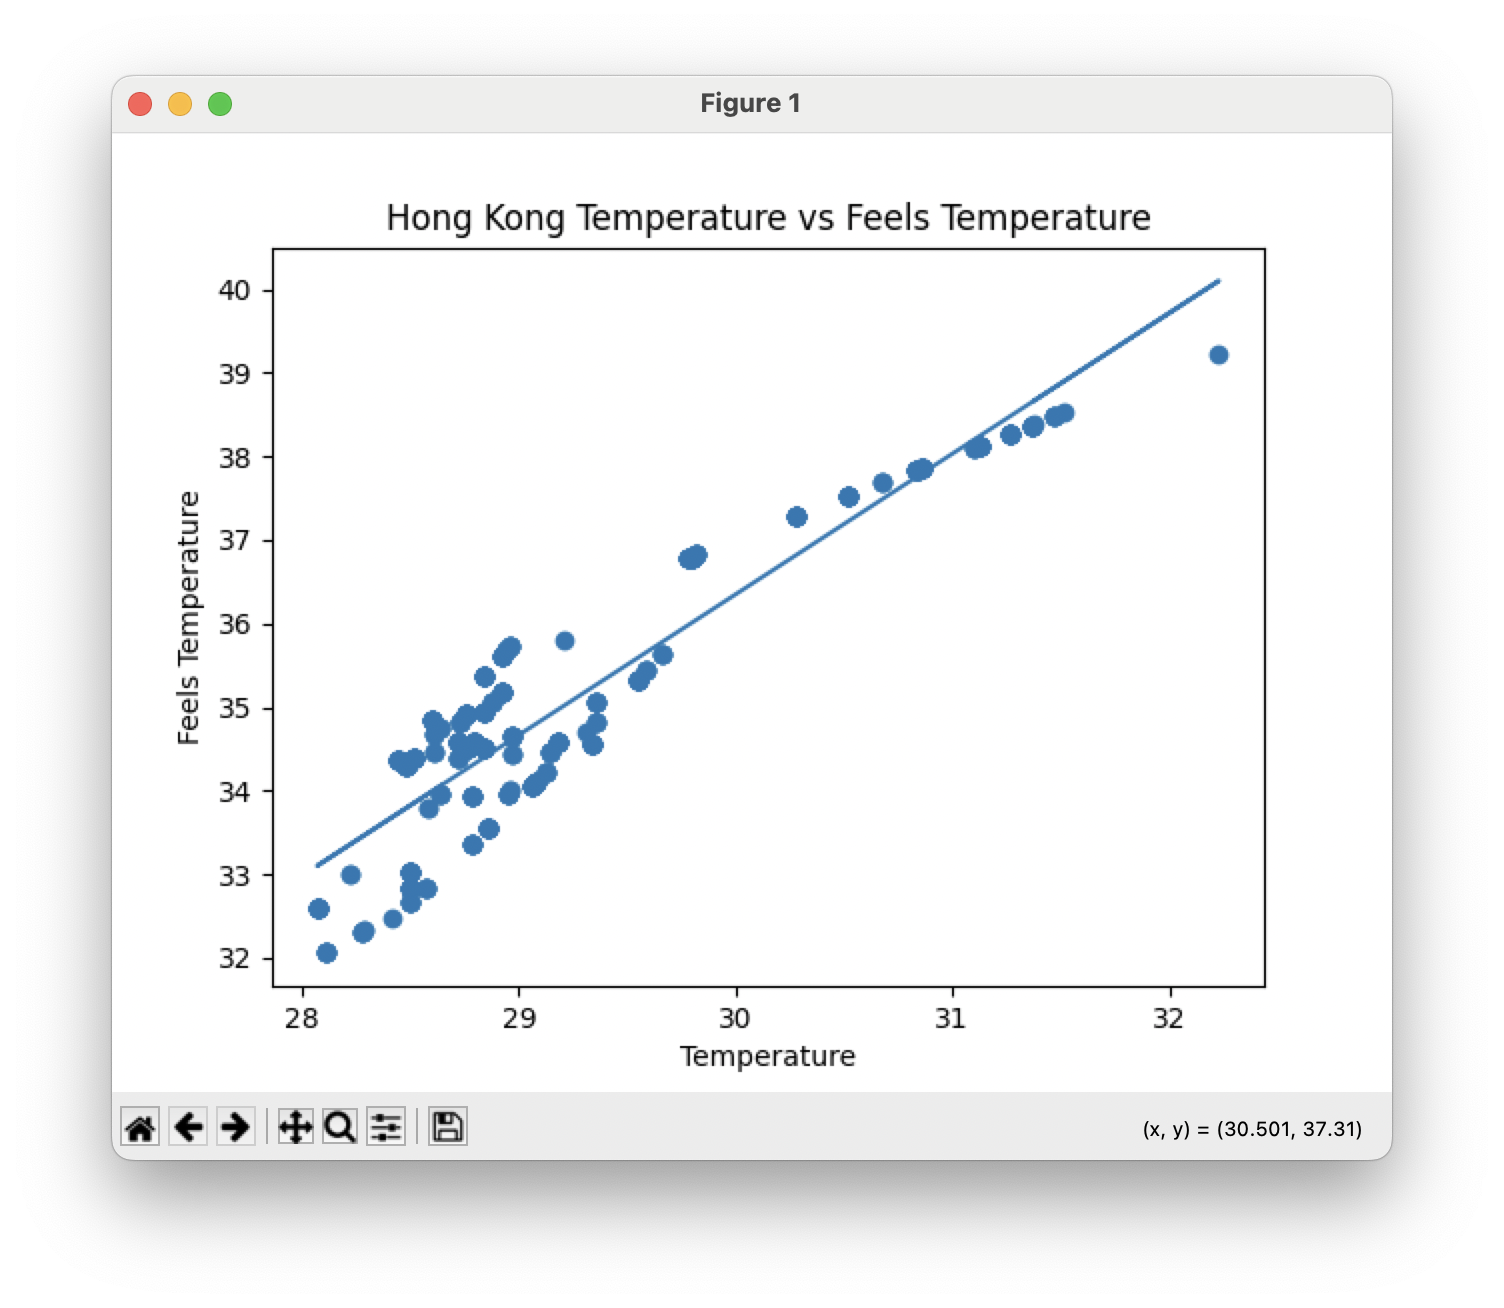 Figure 1
Hong Kong Temperature vs Feels Temperature
40
39
38
37
36
35
34
33
32
Feels Temperature
28 29 30 31 32
Temperature
(x, y) = (30.501, 37.31)